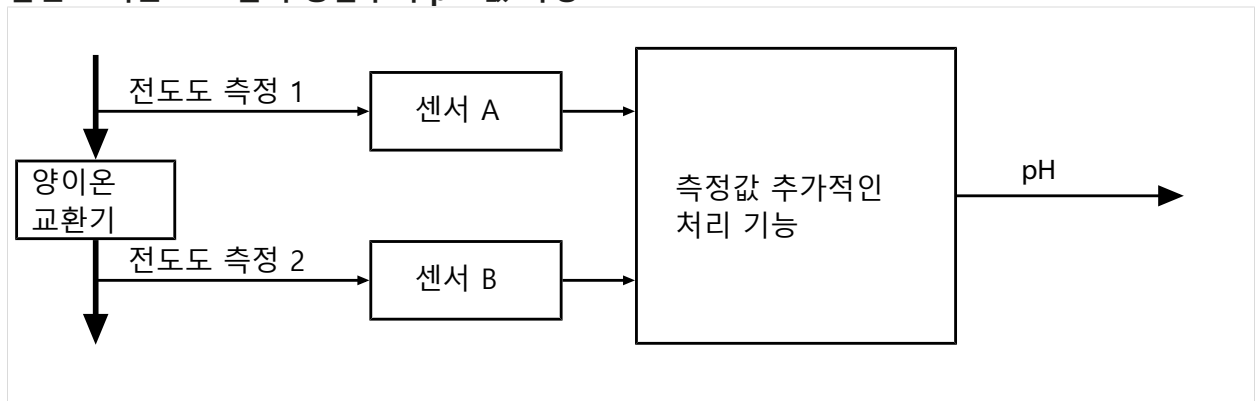 전도도 측정 1
센서 A
양이온
교환기
측정값 추가적인
처리 기능
pH
전도도 측정 2
센서 B